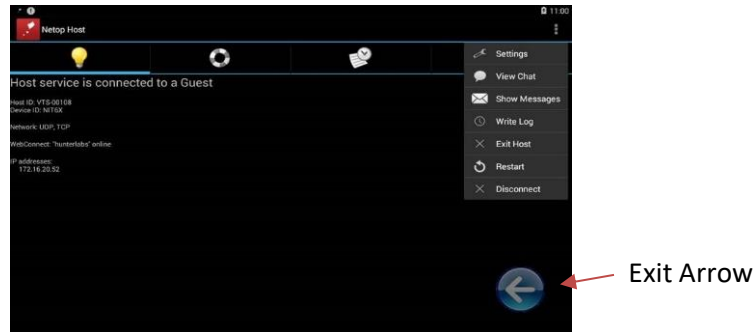 11:00
Netop Host
Host service is connected to a Guest
Host ID: VTS-00108
Device ID: NIT6X
Network: UDP, TCP
WebConnect: "hunterlabs" online
IP addresses:
172.16.20.52
Settings
View Chat
Show Messages
Write Log
Exit Host
Restart
Disconnect
Exit Arrow